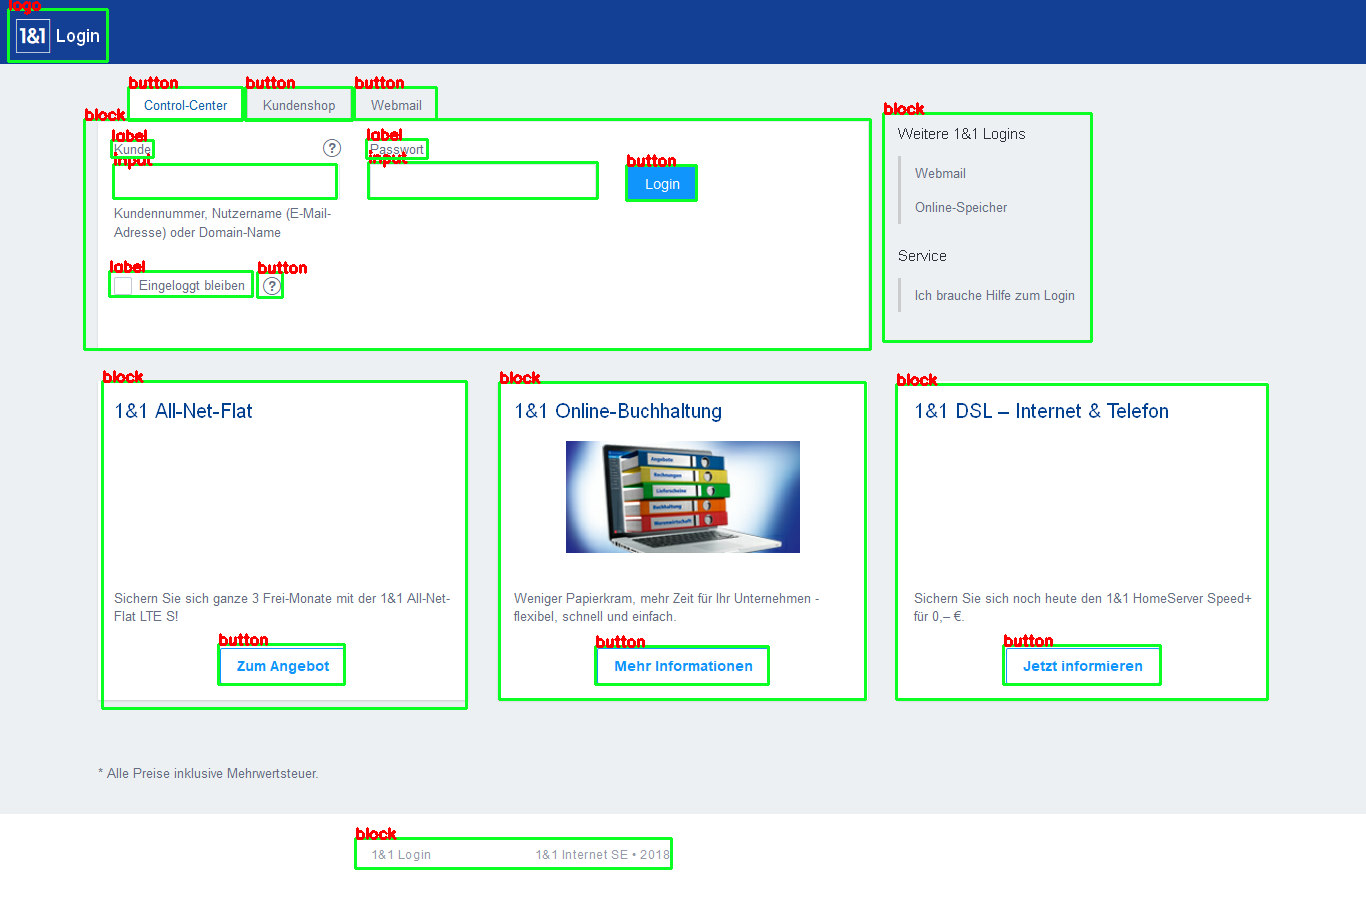 logo
1&1 Login
button
button
button
Control-Center
Kundenshop
Webmail
block
block
label
label
Weitere 1&1 Logins
Kunde
?
Passwort
input
input
button
Webmail
Login
Online-Speicher
Kundennummer, Nutzername (E-Mail-
Adresse) oder Domain-Name
Service
label
button
Eingeloggt bleiben
?
Ich brauche Hilfe zum Login
block
block
block
1&1 All-Net-Flat
1&1 Online-Buchhaltung
1&1 DSL – Internet & Telefon
Angebote
Rechnungen
Lieferscheine
Buchhaltung
Warenwirtschaft
Sichern Sie sich ganze 3 Frei-Monate mit der 1&1 All-Net-
Flat LTE S!
Weniger Papierkram, mehr Zeit für Ihr Unternehmen -
flexibel, schnell und einfach.
Sichern Sie sich noch heute den 1&1 HomeServer Speed+
für 0,– €.
button
button
button
Zum Angebot
Mehr Informationen
Jetzt informieren
* Alle Preise inklusive Mehrwertsteuer.
block
1&1 Login
1&1 Internet SE • 2018